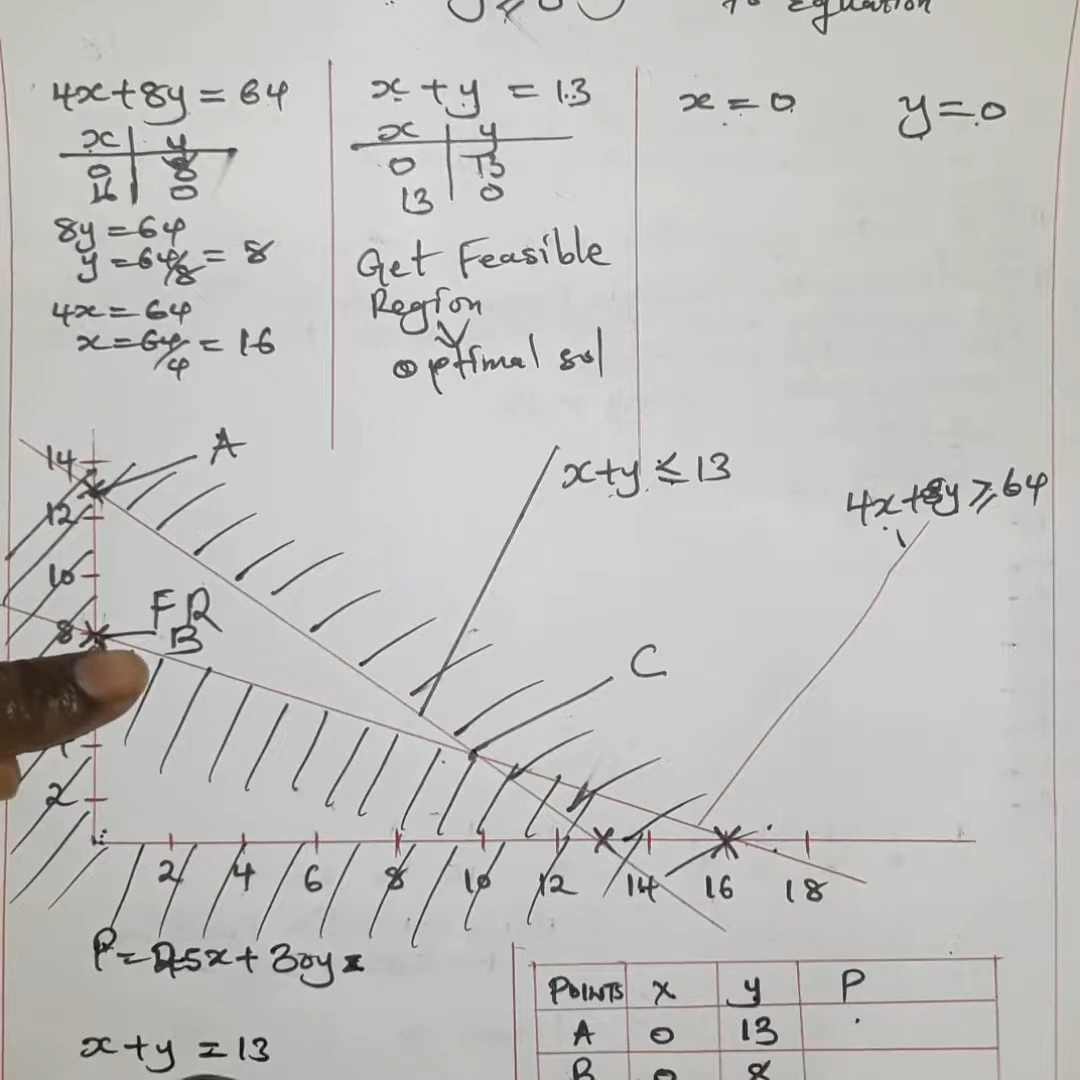 to Equation
4x+8y = 64
x | y
0 | 8
16 | 0
8y = 64
y = 64/8 = 8
4x = 64
x = 64/4 = 16
x + y = 13
x | y
0 | 13
13 | 0
Get Feasible
Region
optimal sol
x = 0 y = 0
14
12
10
8
2
A
FR
B
C
x+y ≤ 13
4x+8y ≥ 64
2 4 6 8 10 12 14 16 18
P = 25x + 30y
x + y = 13
POINTS x y P
A 0 13
B 0 8